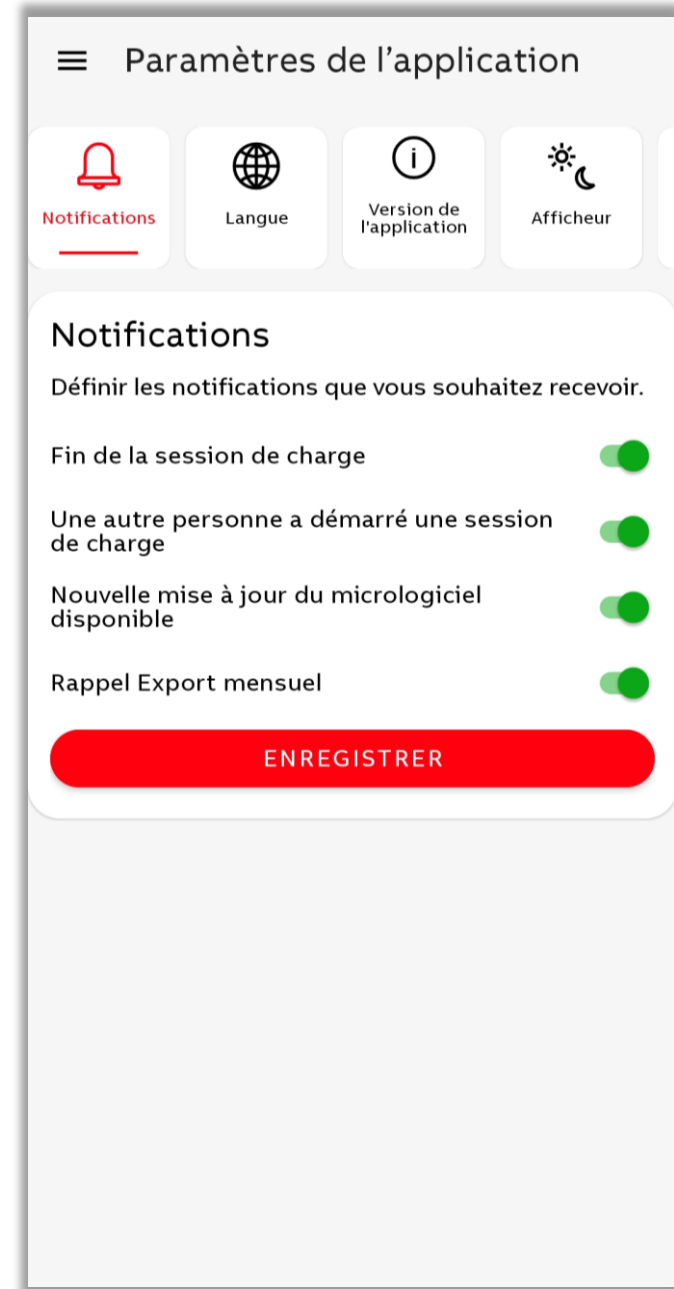 Paramètres de l’application
Notifications
Langue
Version de
l'application
Afficheur
Notifications
Définir les notifications que vous souhaitez recevoir.
Fin de la session de charge
Une autre personne a démarré une session
de charge
Nouvelle mise à jour du micrologiciel
disponible
Rappel Export mensuel
ENREGISTRER